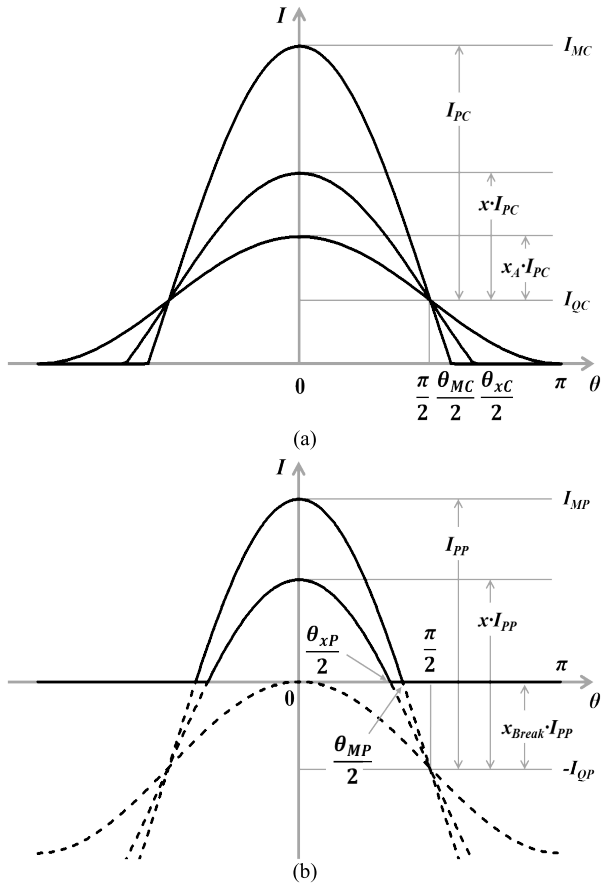 I
I_MC
I_PC
x·I_PC
x_A·I_PC
I_QC
0
π/2 θ_MC/2 θ_xC/2 π θ
(a)
I
I_MP
I_PP
x·I_PP
θ_xP/2 π/2 π
0 θ
x_Break·I_PP
θ_MP/2
-I_QP
(b)